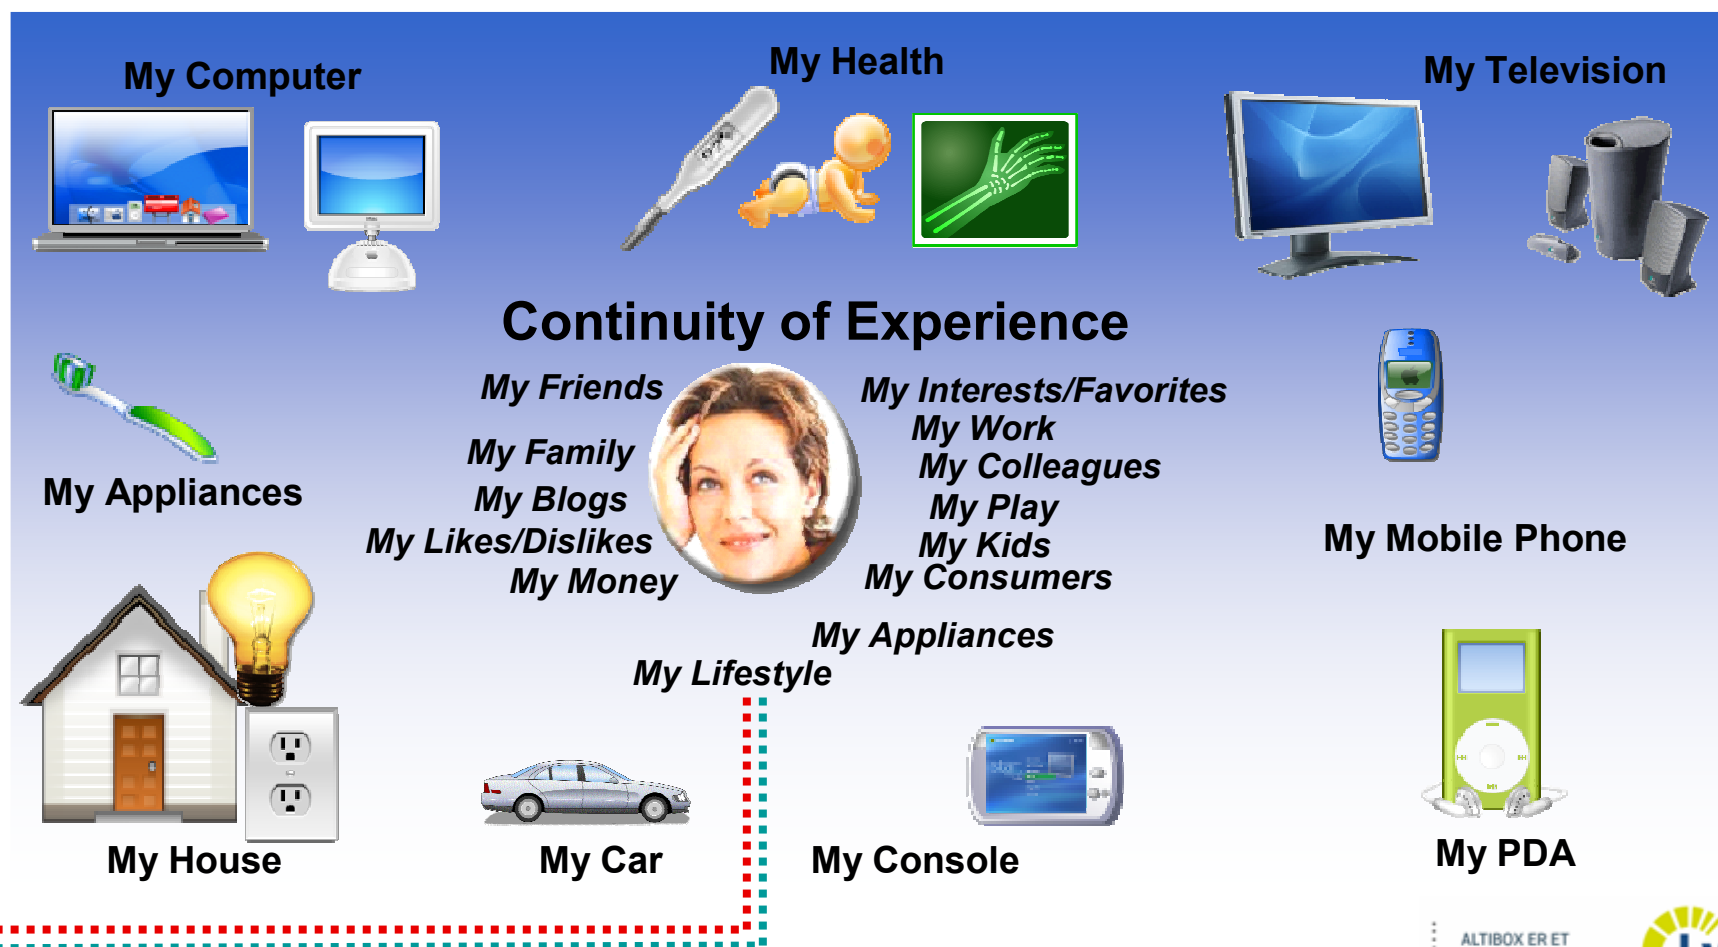 My Computer
My Health
My Television
Continuity of Experience
My Friends
My Interests/Favorites
My Work
My Family
My Colleagues
My Blogs
My Play
My Likes/Dislikes
My Kids
My Money
My Consumers
My Appliances
My Lifestyle
My Appliances
My Mobile Phone
My House
My Car
My Console
My PDA
ALTIBOX ER ET